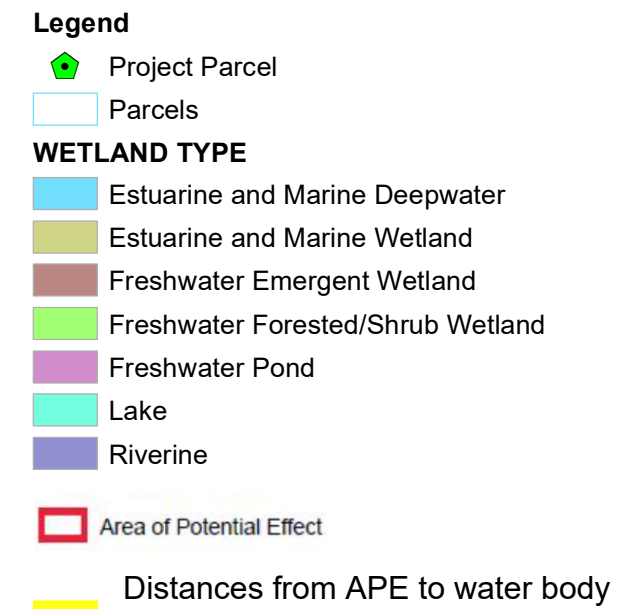 Legend
Project Parcel
Parcels
WETLAND TYPE
Estuarine and Marine Deepwater
Estuarine and Marine Wetland
Freshwater Emergent Wetland
Freshwater Forested/Shrub Wetland
Freshwater Pond
Lake
Riverine
Area of Potential Effect
Distances from APE to water body